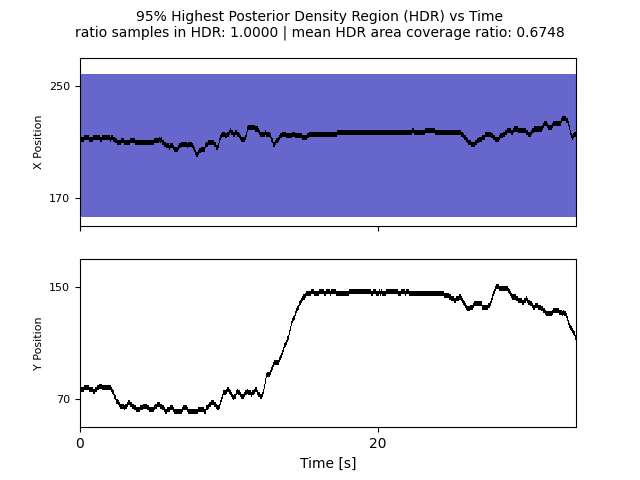 95% Highest Posterior Density Region (HDR) vs Time
ratio samples in HDR: 1.0000 | mean HDR area coverage ratio: 0.6748
250
170
X Position
150
70
Y Position
0
20
Time [s]